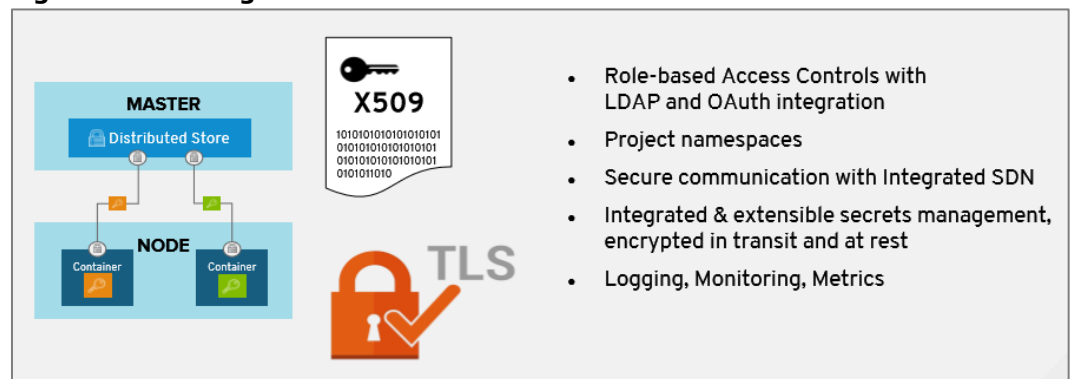 MASTER
Distributed Store
NODE
Container
Container
X509
1010101010101010101
010101010101010101
010101010101010101
0101011010
TLS
• Role-based Access Controls with
LDAP and OAuth integration
• Project namespaces
• Secure communication with Integrated SDN
• Integrated & extensible secrets management,
encrypted in transit and at rest
• Logging, Monitoring, Metrics